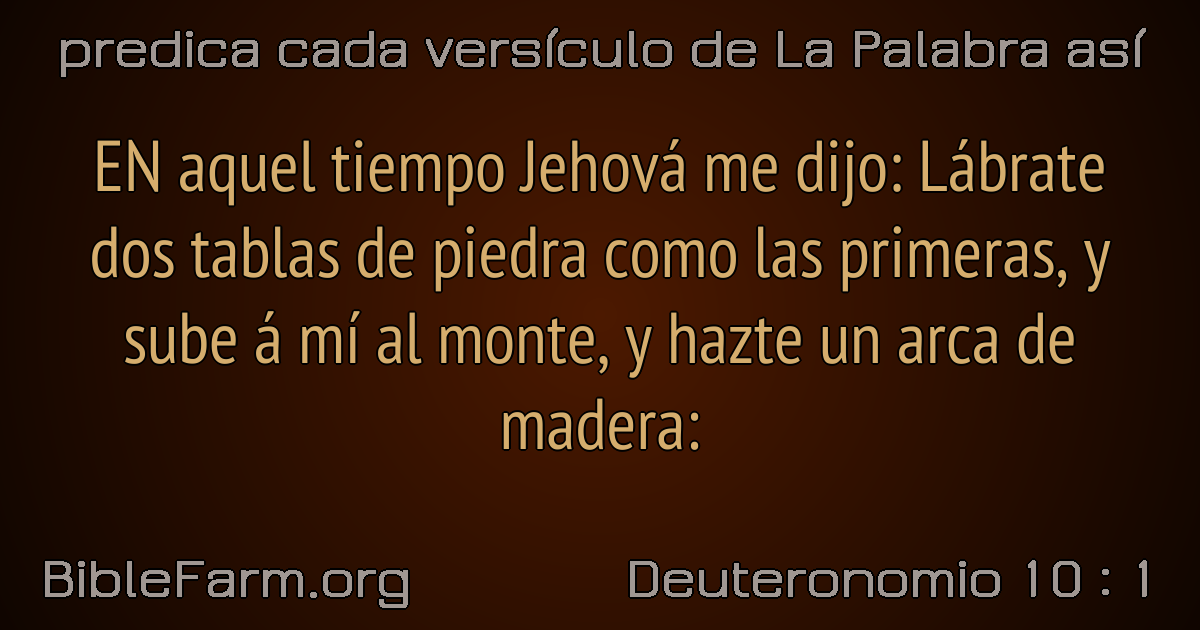 predica cada versículo de La Palabra así
EN aquel tiempo Jehová me dijo: Lábrate
dos tablas de piedra como las primeras, y
sube á mí al monte, y hazte un arca de
madera:
BibleFarm.org
Deuteronomio 10 : 1